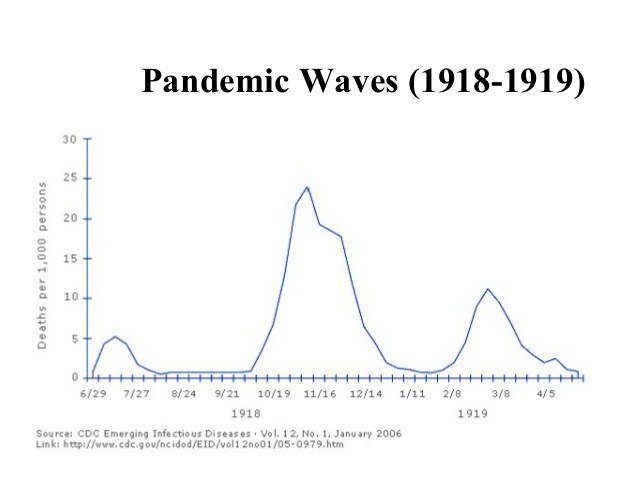 Pandemic Waves (1918-1919)
Deaths per 1,000 persons
30
25
20
15
10
5
0
6/29 7/27 8/24 9/21 10/19 11/16 12/14 1/11 2/8 3/8 4/5
1918 1919
Source: CDC Emerging Infectious Diseases · Vol. 12, No. 1, January 2006
Link: http://www.cdc.gov/ncidod/EID/vol12no01/05-0979.htm